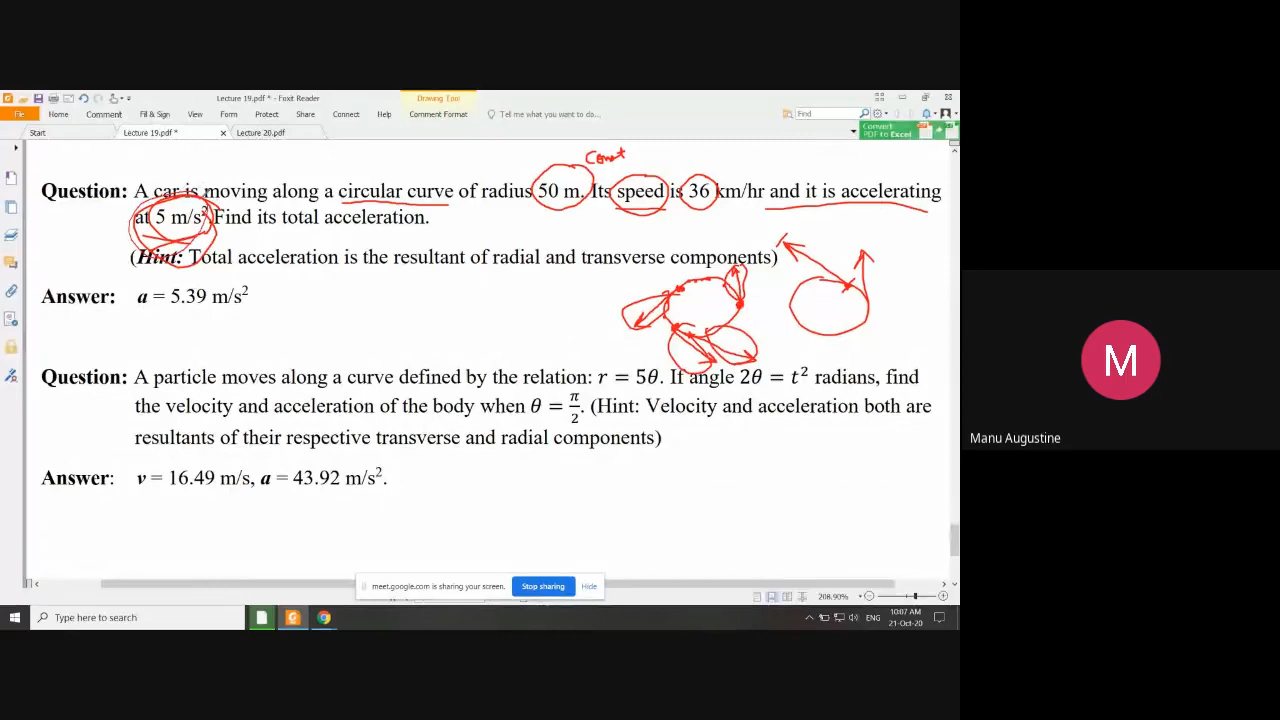 Lecture 19.pdf * - Foxit Reader
Drawing Tool
File Home Comment Fill & Sign View Form Protect Share Connect Help Comment Format Tell me what you want to do... Find
Start Lecture 19.pdf * Lecture 20.pdf Convert
PDF to Excel
Const
Question: A car is moving along a circular curve of radius 50 m. Its speed is 36 km/hr and it is accelerating
at 5 m/s² Find its total acceleration.
(Hint: Total acceleration is the resultant of radial and transverse components)
Answer: a = 5.39 m/s²
Question: A particle moves along a curve defined by the relation: r = 5θ. If angle 2θ = t² radians, find
the velocity and acceleration of the body when θ = π/2. (Hint: Velocity and acceleration both are
resultants of their respective transverse and radial components)
Answer: v = 16.49 m/s, a = 43.92 m/s².
meet.google.com is sharing your screen. Stop sharing Hide
208.90%
Type here to search ENG 10:07 AM
21-Oct-20
M
Manu Augustine